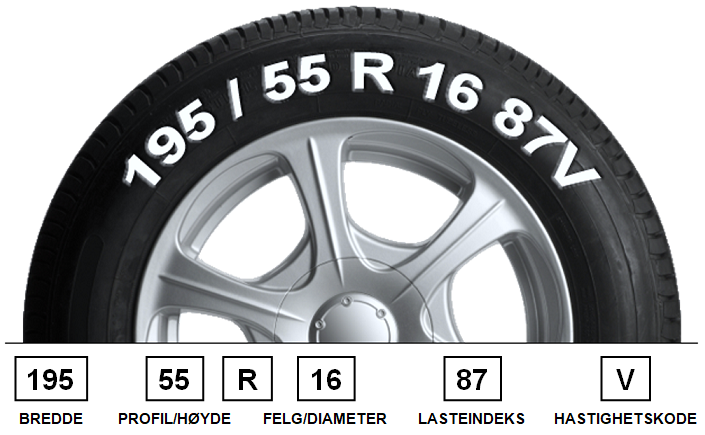 195 / 55 R 16 87V
195 55 R 16 87 V
BREDDE PROFIL/HØYDE FELG/DIAMETER LASTEINDEKS HASTIGHETSKODE